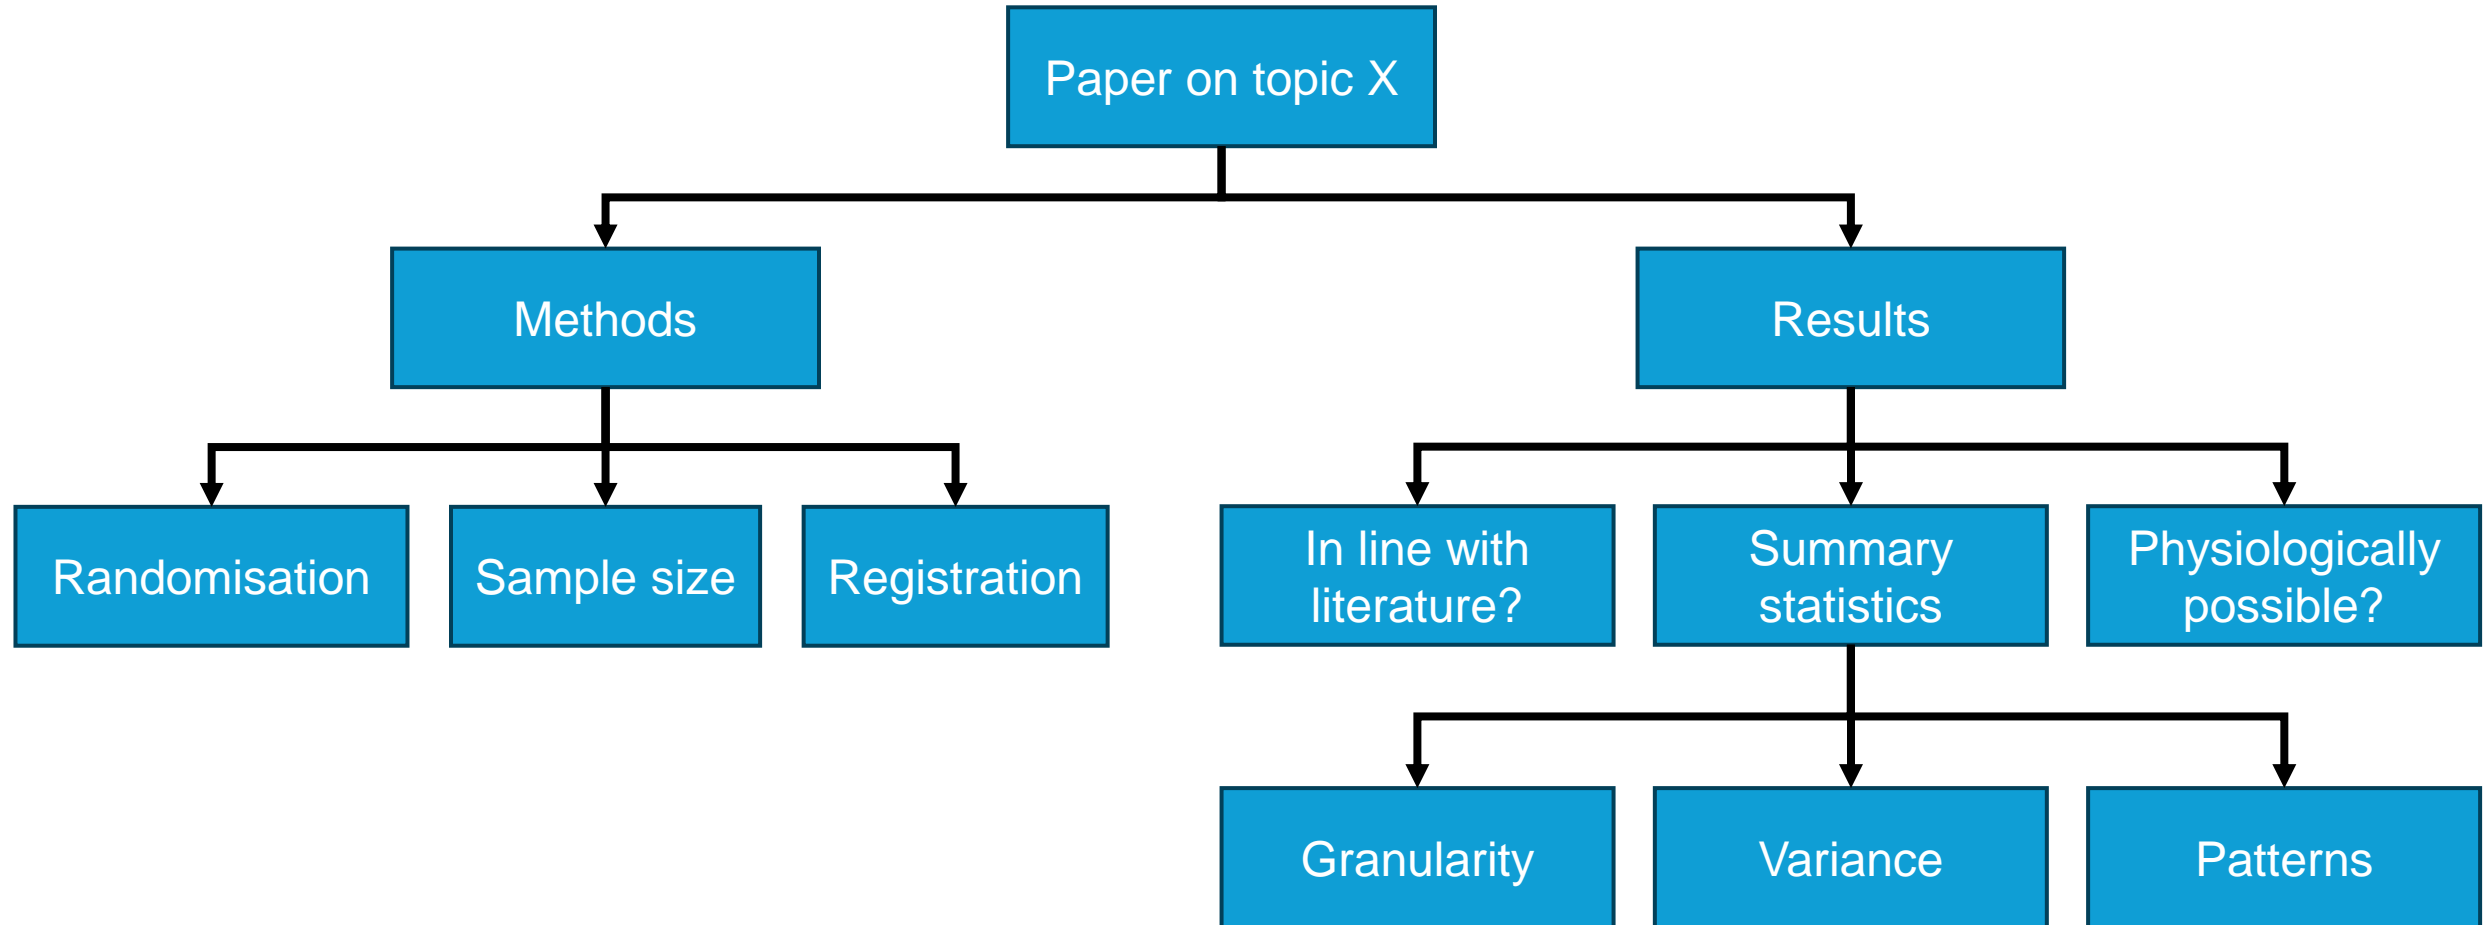 Paper on topic X
Methods
Results
Randomisation
Sample size
Registration
In line with
literature?
Summary
statistics
Physiologically
possible?
Granularity
Variance
Patterns